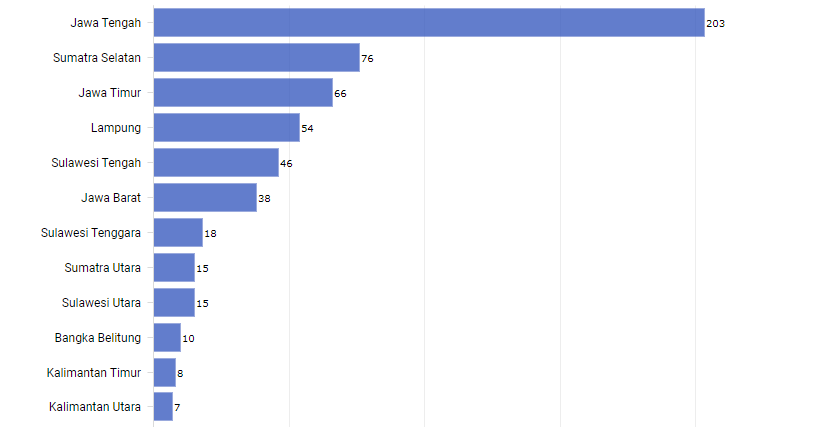 Jawa Tengah 203
Sumatra Selatan 76
Jawa Timur 66
Lampung 54
Sulawesi Tengah 46
Jawa Barat 38
Sulawesi Tenggara 18
Sumatra Utara 15
Sulawesi Utara 15
Bangka Belitung 10
Kalimantan Timur 8
Kalimantan Utara 7